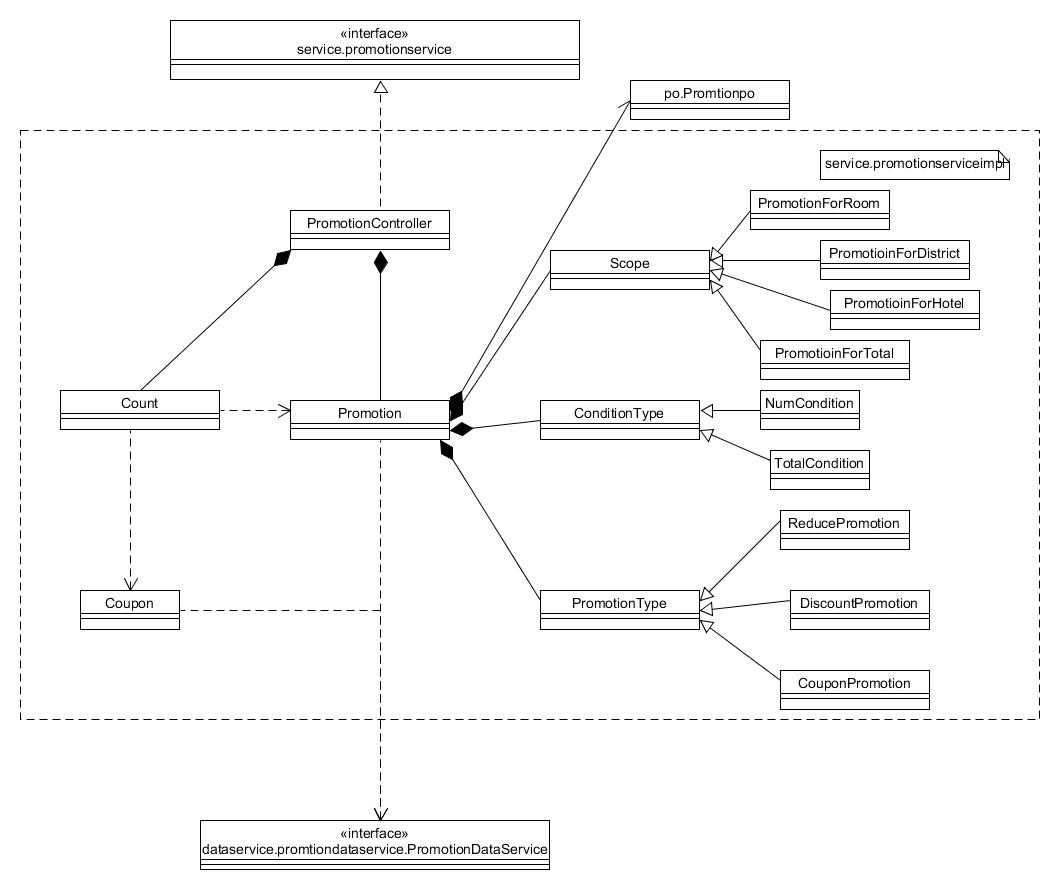 «interface»
service.promotionservice
po.Promtionpo
service.promotionserviceimpl
PromotionForRoom
PromotionController
PromotioinForDistrict
Scope
PromotioinForHotel
PromotioinForTotal
Count
Promotion
ConditionType
NumCondition
TotalCondition
ReducePromotion
Coupon
PromotionType
DiscountPromotion
CouponPromotion
«interface»
dataservice.promtiondataservice.PromotionDataService